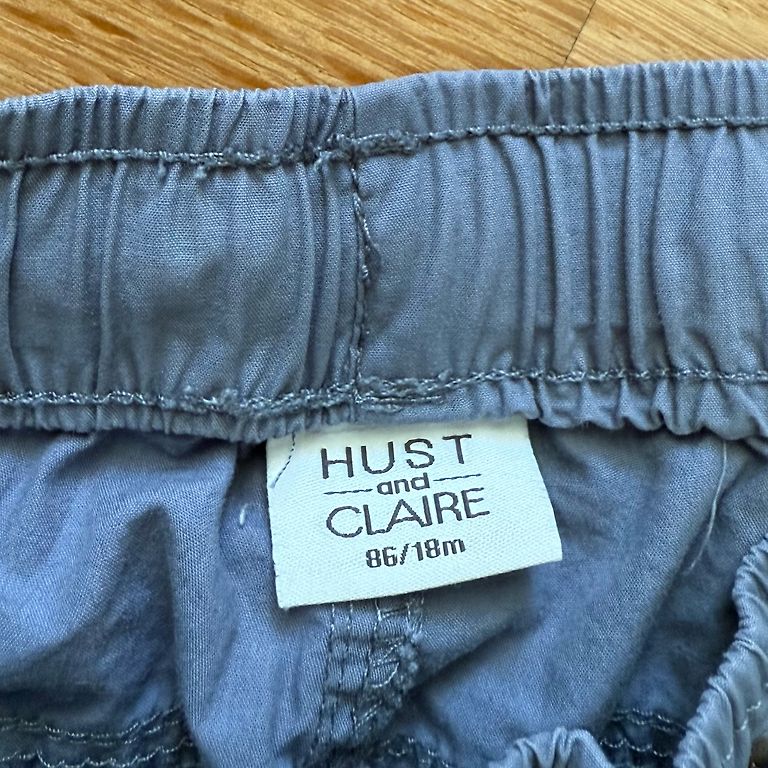 HUST
and
CLAIRE
86/18m